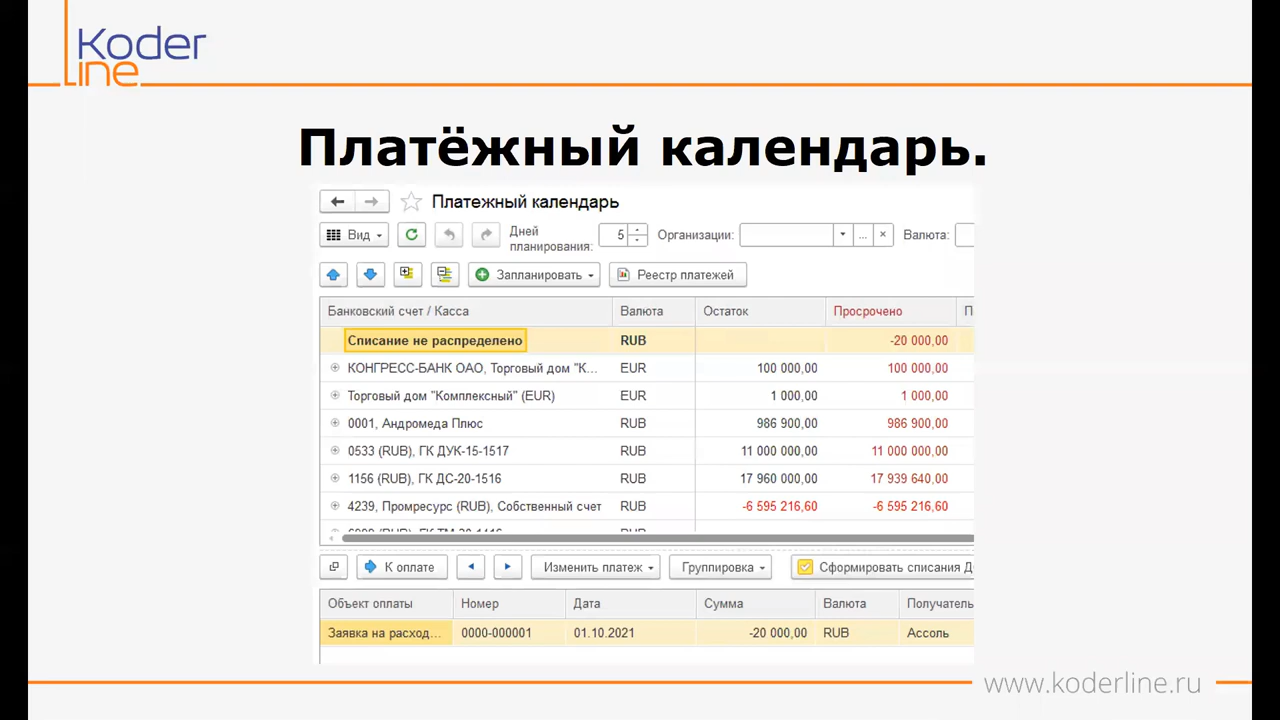 Koder
line
Платёжный календарь.
Платежный календарь
Вид Дней планирования: 5 Организации: ... × Валюта:
Запланировать Реестр платежей
Банковский счет / Касса Валюта Остаток Просрочено
Списание не распределено RUB -20 000,00
КОНГРЕСС-БАНК ОАО, Торговый дом "К... EUR 100 000,00 100 000,00
Торговый дом "Комплексный" (EUR) EUR 1 000,00 1 000,00
0001, Андромеда Плюс RUB 986 900,00 986 900,00
0533 (RUB), ГК ДУК-15-1517 RUB 11 000 000,00 11 000 000,00
1156 (RUB), ГК ДС-20-1516 RUB 17 960 000,00 17 939 640,00
4239, Промресурс (RUB), Собственный счет RUB -6 595 216,60 -6 595 216,60
К оплате Изменить платеж Группировка Сформировать списания
Объект оплаты Номер Дата Сумма Валюта Получатель
Заявка на расход... 0000-000001 01.10.2021 -20 000,00 RUB Ассоль
www.koderline.ru